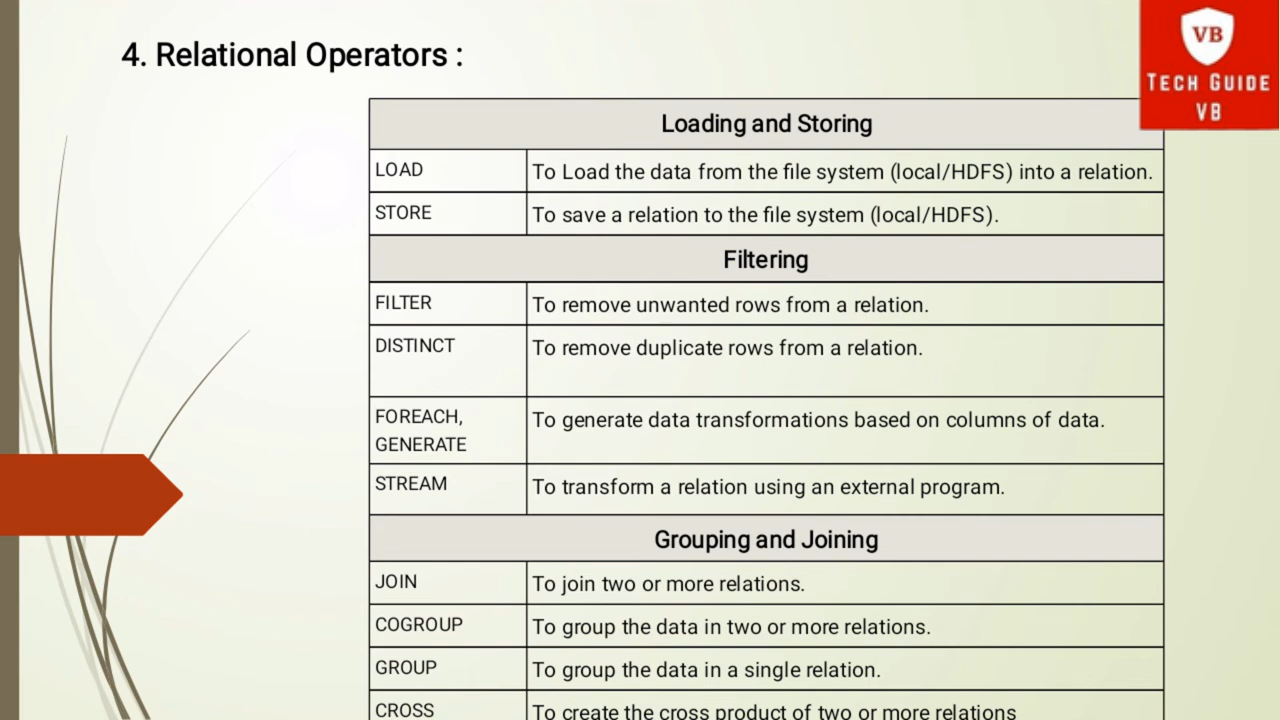 4. Relational Operators :
VB
TECH GUIDE
VB
Loading and Storing
LOAD To Load the data from the file system (local/HDFS) into a relation.
STORE To save a relation to the file system (local/HDFS).
Filtering
FILTER To remove unwanted rows from a relation.
DISTINCT To remove duplicate rows from a relation.
FOREACH, To generate data transformations based on columns of data.
GENERATE
STREAM To transform a relation using an external program.
Grouping and Joining
JOIN To join two or more relations.
COGROUP To group the data in two or more relations.
GROUP To group the data in a single relation.
CROSS To create the cross product of two or more relations